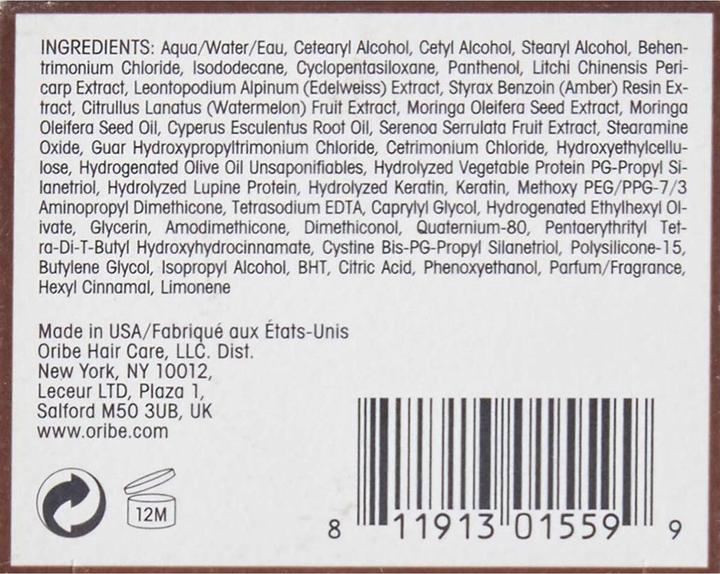 INGREDIENTS: Aqua/Water/Eau, Cetearyl Alcohol, Cetyl Alcohol, Stearyl Alcohol, Behen-
trimonium Chloride, Isododecane, Cyclopentasiloxane, Panthenol, Litchi Chinensis Peri-
carp Extract, Leontopodium Alpinum (Edelweiss) Extract, Styrax Benzoin (Amber) Resin Ex-
tract, Citrullus Lanatus (Watermelon) Fruit Extract, Moringa Oleifera Seed Extract, Moringa
Oleifera Seed Oil, Cyperus Esculentus Root Oil, Serenoa Serrulata Fruit Extract, Stearamine
Oxide, Guar Hydroxypropyltrimonium Chloride, Cetrimonium Chloride, Hydroxyethylcellu-
lose, Hydrogenated Olive Oil Unsaponifiables, Hydrolyzed Vegetable Protein PG-Propyl Si-
lanetriol, Hydrolyzed Lupine Protein, Hydrolyzed Keratin, Keratin, Methoxy PEG/PPG-7/3
Aminopropyl Dimethicone, Tetrasodium EDTA, Caprylyl Glycol, Hydrogenated Ethylhexyl Ol-
ivate, Glycerin, Amodimethicone, Dimethiconol, Quaternium-80, Pentaerythrityl Tet-
ra-Di-T-Butyl Hydroxyhydrocinnamate, Cystine Bis-PG-Propyl Silanetriol, Polysilicone-15,
Butylene Glycol, Isopropyl Alcohol, BHT, Citric Acid, Phenoxyethanol, Parfum/Fragrance,
Hexyl Cinnamal, Limonene
Made in USA/Fabriqué aux États-Unis
Oribe Hair Care, LLC. Dist.
New York, NY 10012,
Leceur LTD, Plaza 1,
Salford M50 3UB, UK
www.oribe.com
12M
8 11913 01559 9